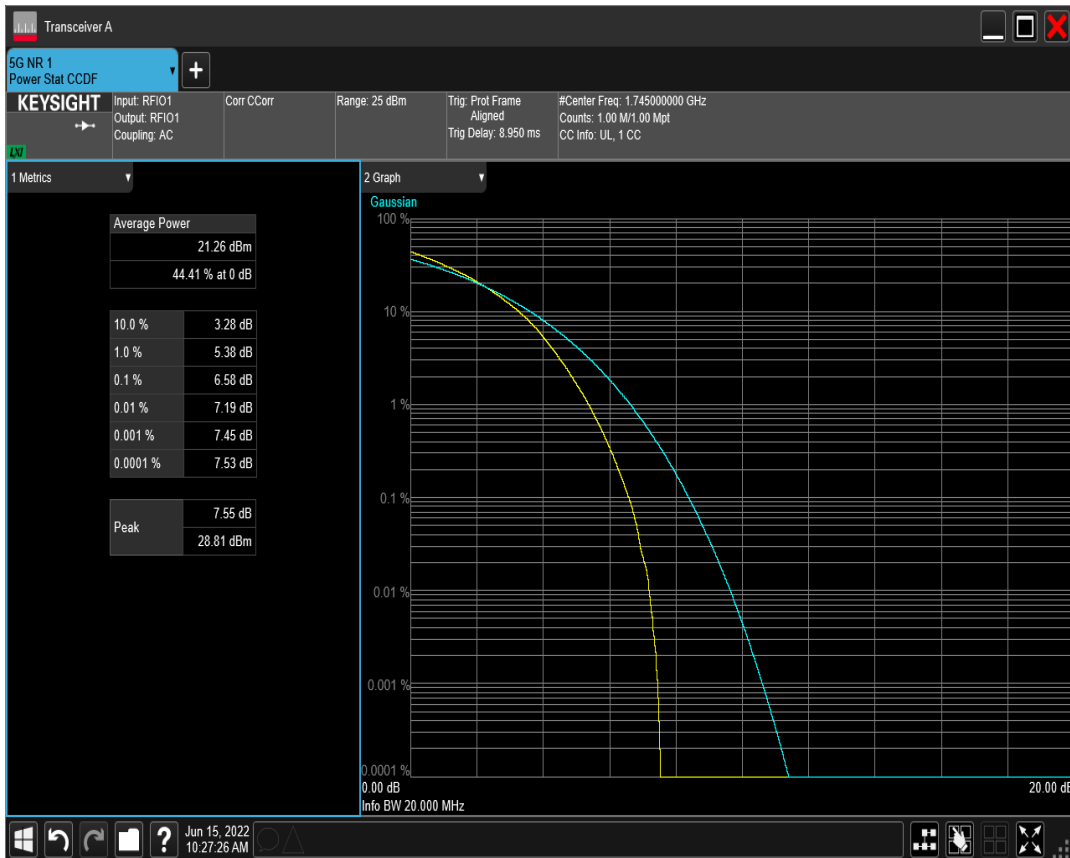 Transceiver A
5G NR 1
Power Stat CCDF
+
KEYSIGHT
LXI
Input: RFIO1
Output: RFIO1
Coupling: AC
Corr CCorr
Range: 25 dBm
Trig: Prot Frame
Aligned
Trig Delay: 8.950 ms
#Center Freq: 1.745000000 GHz
Counts: 1.00 M/1.00 Mpt
CC Info: UL, 1 CC
1 Metrics
Average Power
21.26 dBm
44.41 % at 0 dB
10.0 % 3.28 dB
1.0 % 5.38 dB
0.1 % 6.58 dB
0.01 % 7.19 dB
0.001 % 7.45 dB
0.0001 % 7.53 dB
Peak 7.55 dB
28.81 dBm
2 Graph
Gaussian
100 %
10 %
1 %
0.1 %
0.01 %
0.001 %
0.0001 %
0.00 dB 20.00 dB
Info BW 20.000 MHz
?
Jun 15, 2022
10:27:26 AM